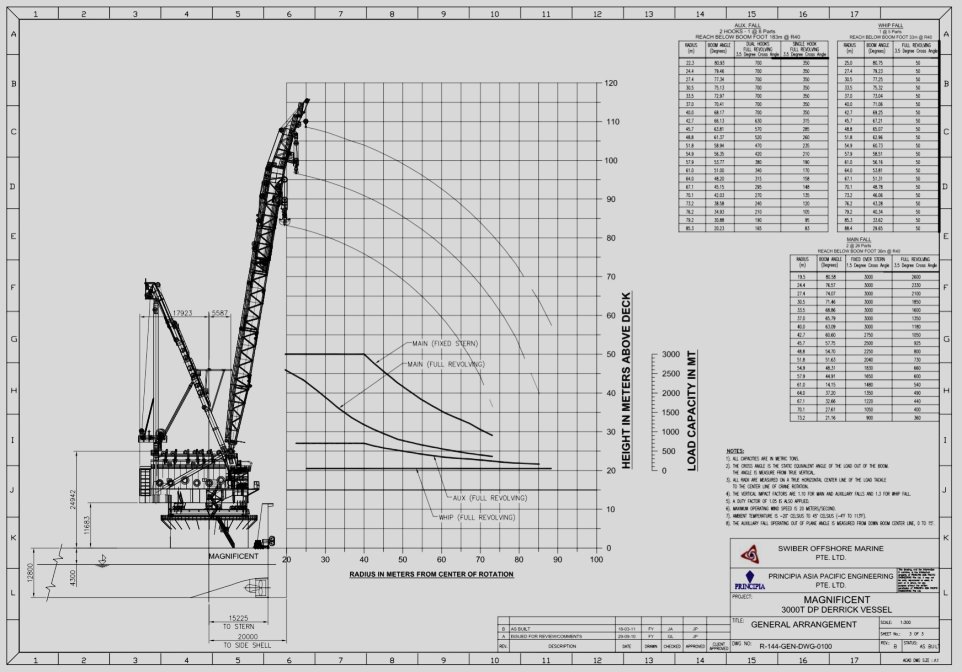 1 2 3 4 5 6 7 8 9 10 11 12 13 14 15 16 17
A
B
C
D
E
F
G
H
I
J
K
L
AUX. FALL
2 HOOKS - 1 @ 8 Parts
REACH BELOW BOOM FOOT 183m @ R40
RADIUS (m) BOOM ANGLE (Degrees) DUAL HOOKS FULL REVOLVING 3.5 Degree Cross Angle SINGLE HOOK FULL REVOLVING 3.5 Degree Cross Angle
22.3 80.93 700 350
24.4 79.46 700 350
27.4 77.34 700 350
30.5 75.13 700 350
33.5 72.97 700 350
37.0 70.41 700 350
40.0 68.17 700 350
42.7 66.13 630 315
45.7 63.81 570 285
48.8 61.37 520 260
51.8 58.94 470 235
54.9 56.35 420 210
57.9 53.77 380 190
61.0 51.00 340 170
64.0 48.20 315 158
67.1 45.15 285 148
70.1 42.03 270 135
73.2 38.58 240 120
76.2 34.93 210 105
79.2 30.88 190 95
85.3 20.23 165 83
WHIP FALL
REACH BELOW BOOM FOOT 33m @ R40
RADIUS (m) BOOM ANGLE (Degrees) FULL REVOLVING 3.5 Degree Cross Angle
25.0 80.75 50
27.4 79.23 50
30.5 77.25 50
33.5 75.32 50
37.0 73.04 50
40.0 71.06 50
42.7 69.25 50
45.7 67.21 50
48.8 65.07 50
51.8 62.96 50
54.9 60.73 50
57.9 58.51 50
61.0 56.16 50
64.0 53.81 50
67.1 51.31 50
70.1 48.78 50
73.2 46.06 50
76.2 43.28 50
79.2 40.34 50
85.3 33.62 50
88.4 29.65 50
MAIN FALL
2 @ 26 Parts
REACH BELOW BOOM FOOT 36m @ R40
RADIUS (m) BOOM ANGLE (Degrees) FIXED OVER STERN 1.5 Degree Cross Angle FULL REVOLVING 3.5 Degree Cross Angle
19.5 80.58 3000 2600
24.4 76.57 3000 2330
27.4 74.07 3000 2100
30.5 71.46 3000 1850
33.5 68.86 3000 1600
37.0 65.79 3000 1350
40.0 63.09 3000 1180
42.7 60.60 2750 1050
45.7 57.75 2500 925
48.8 54.70 2250 800
51.8 51.63 2040 730
54.9 48.31 1830 660
57.9 44.91 1650 600
61.0 1480 540
64.0 37.20 1350 490
67.1 32.66 1220 440
70.1 27.61 1050 400
73.2 21.16 900 360
120
110
100
90
80
70
60
50
40
30
20
10
0
HEIGHT IN METERS ABOVE DECK
3000
2500
2000
1500
1000
500
0
LOAD CAPACITY IN MT
17923 5587
MAIN (FIXED STERN)
MAIN (FULL REVOLVING)
AUX (FULL REVOLVING)
WHIP (FULL REVOLVING)
24942
11683
12800
4300
MAGNIFICENT
20 30 40 50 60 70 80 90 100
RADIUS IN METERS FROM CENTER OF ROTATION
15225
TO STERN
20000
TO SIDE SHELL
NOTES:
1) ALL CAPACITIES ARE IN METRIC TONS.
2) THE CROSS ANGLE IS THE STATIC EQUIVALENT ANGLE OF THE LOAD OUT OF THE BOOM.
THE ANGLE IS MEASURE FROM TRUE VERTICAL.
3) ALL RADII ARE MEASURED ON A TRUE HORIZONTAL CENTER LINE OF THE LOAD TACKLE
TO THE CENTER LINE OF CRANE ROTATION.
4) THE VERTICAL IMPACT FACTORS ARE 1.10 FOR MAIN AND AUXILLARY FALLS AND 1.3 FOR WHIP FALL.
5) A DUTY FACTOR OF 1.05 IS ALSO APPLIED.
6) MAXIMUM OPERATING WIND SPEED IS 20 METERS/SECOND.
7) AMBIENT TEMPERATURE IS -20° CELSIUS TO 45° CELSIUS (-4°F TO 113°F).
8) THE AUXILLARY FALL OPERATING OUT OF PLANE ANGLE IS MEASURED FROM DOWN BOOM CENTER LINE, 0 TO 15°.
SWIBER OFFSHORE MARINE
PTE. LTD.
PRINCIPIA
PRINCIPIA ASIA PACIFIC ENGINEERING
PTE. LTD.
PROJECT:
MAGNIFICENT
3000T DP DERRICK VESSEL
TITLE:
GENERAL ARRANGEMENT
SCALE: 1:200
SHEET No.: 3 OF 3
DWG NO: R-144-GEN-DWG-0100
REV: B STATUS: AS BUIL
B AS BUILT 16-03-11 FY JA JP
A ISSUED FOR REVIEW/COMMENTS FY GL JP
REV. DESCRIPTION DATE DRAWN CHECKED APPROVED CLIENT APPROVED
1 2 3 4 5 6 7 8 9 10 11 12 13 14 15 16 17
ACAD DWG SIZE : A3